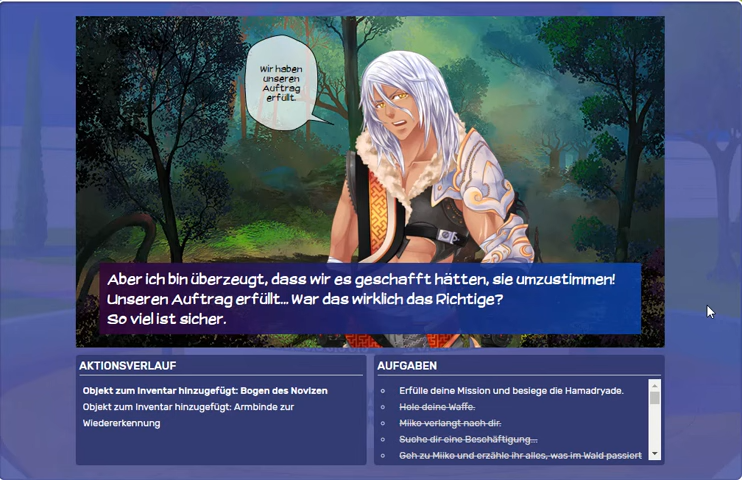 Wir haben
unseren
Auftrag
erfüllt.
Aber ich bin überzeugt, dass wir es geschafft hätten, sie umzustimmen!
Unseren Auftrag erfüllt... War das wirklich das Richtige?
So viel ist sicher.
AKTIONSVERLAUF
Objekt zum Inventar hinzugefügt: Bogen des Novizen
Objekt zum Inventar hinzugefügt: Armbinde zur
Wiedererkennung
AUFGABEN
Erfülle deine Mission und besiege die Hamadryade.
Hole deine Waffe.
Miiko verlangt nach dir.
Suche dir eine Beschäftigung...
Geh zu Miiko und erzähle ihr alles, was im Wald passiert